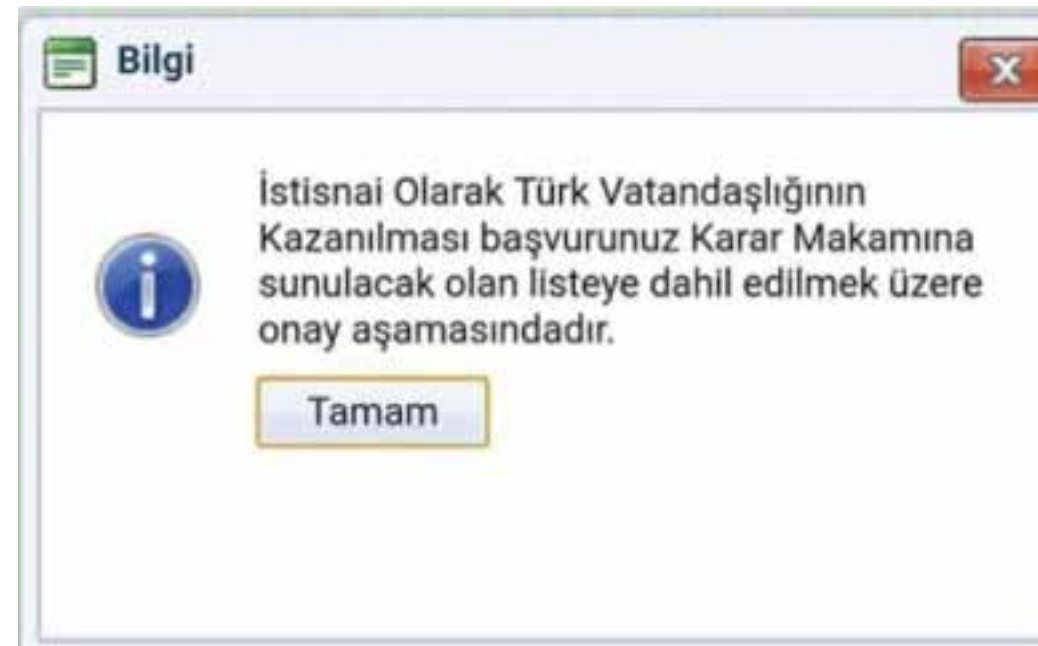 Bilgi
İstisnai Olarak Türk Vatandaşlığının
Kazanılması başvurunuz Karar Makamına
sunulacak olan listeye dahil edilmek üzere
onay aşamasındadır.
Tamam